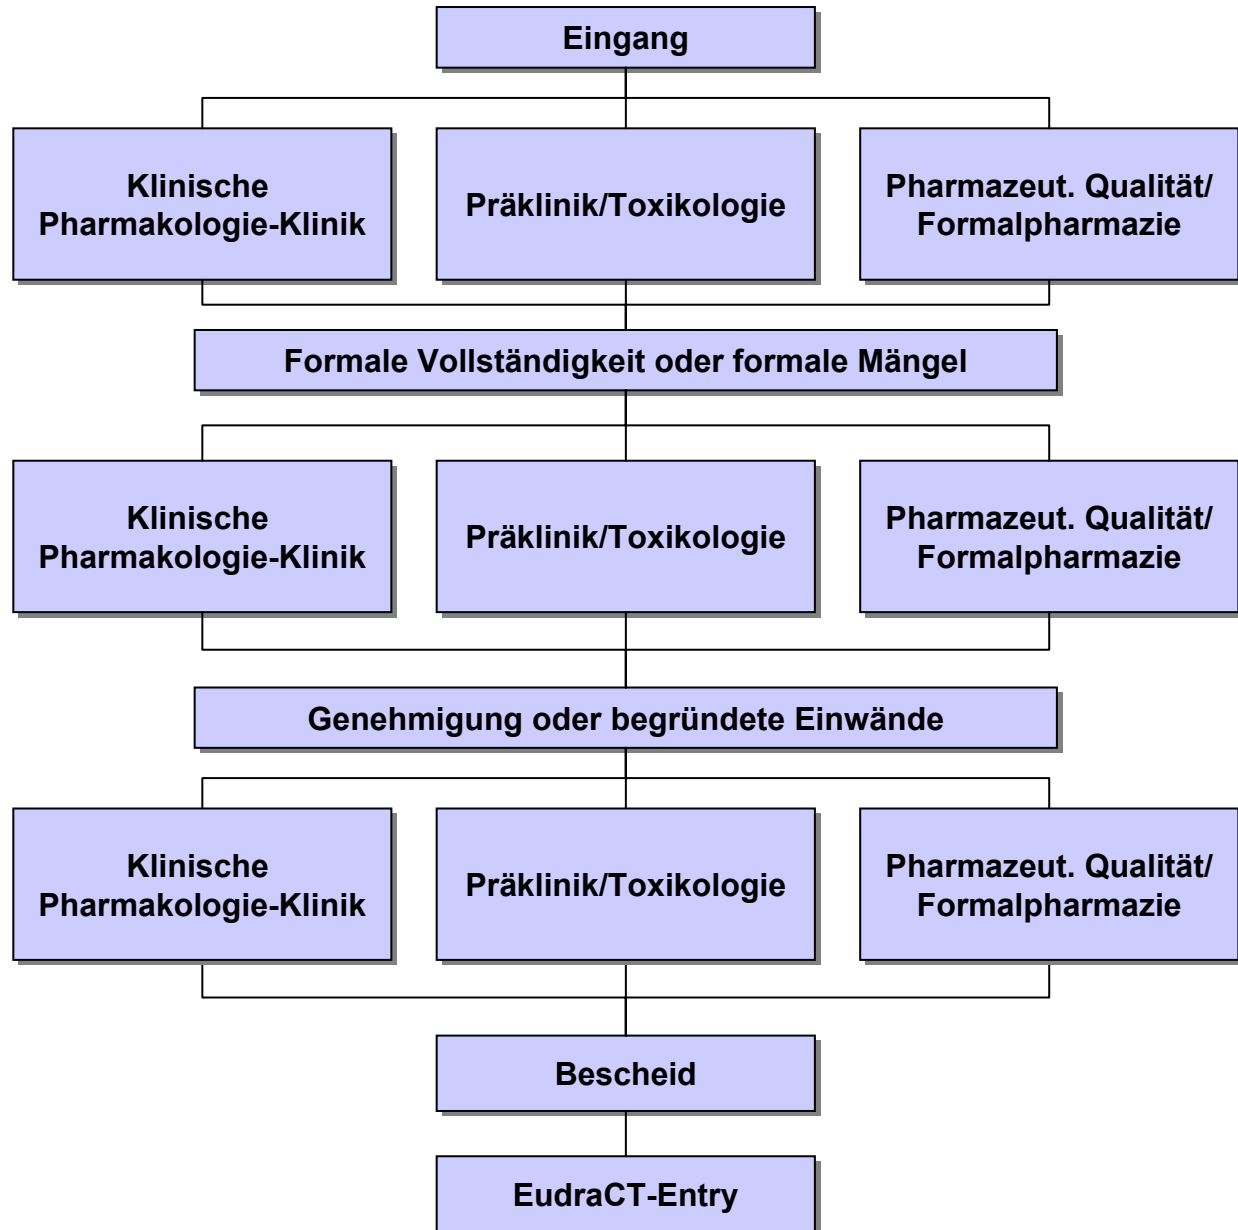 Eingang
Klinische
Pharmakologie-Klinik
Präklinik/Toxikologie
Pharmazeut. Qualität/
Formalpharmazie
Formale Vollständigkeit oder formale Mängel
Klinische
Pharmakologie-Klinik
Präklinik/Toxikologie
Pharmazeut. Qualität/
Formalpharmazie
Genehmigung oder begründete Einwände
Klinische
Pharmakologie-Klinik
Präklinik/Toxikologie
Pharmazeut. Qualität/
Formalpharmazie
Bescheid
EudraCT-Entry